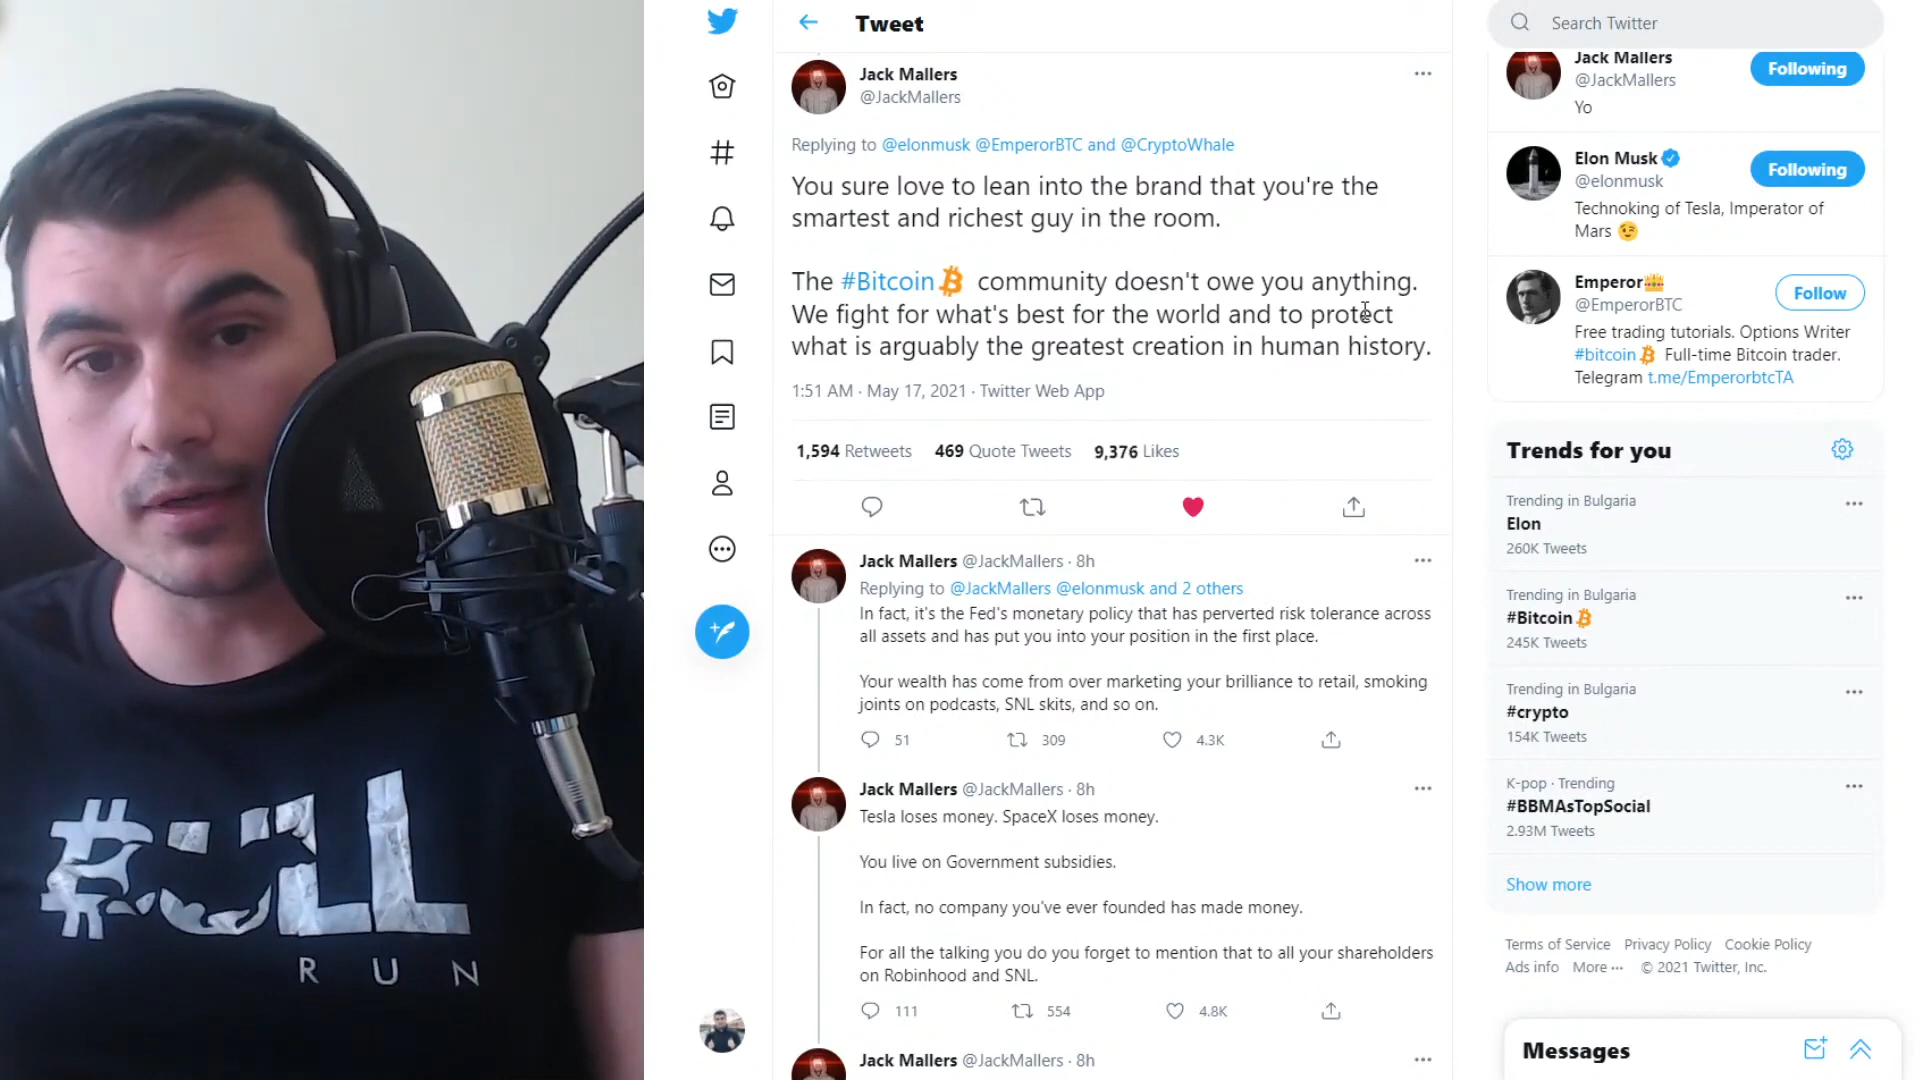 Tweet
Jack Mallers
@JackMallers
Replying to @elonmusk @EmperorBTC and @CryptoWhale
You sure love to lean into the brand that you're the
smartest and richest guy in the room.
The #Bitcoin community doesn't owe you anything.
We fight for what's best for the world and to protect
what is arguably the greatest creation in human history.
1:51 AM · May 17, 2021 · Twitter Web App
1,594 Retweets 469 Quote Tweets 9,376 Likes
Jack Mallers @JackMallers · 8h
Replying to @JackMallers @elonmusk and 2 others
In fact, it's the Fed's monetary policy that has perverted risk tolerance across
all assets and has put you into your position in the first place.
Your wealth has come from over marketing your brilliance to retail, smoking
joints on podcasts, SNL skits, and so on.
51 309 4.3K
Jack Mallers @JackMallers · 8h
Tesla loses money. SpaceX loses money.
You live on Government subsidies.
In fact, no company you've ever founded has made money.
For all the talking you do you forget to mention that to all your shareholders
on Robinhood and SNL.
111 554 4.8K
Jack Mallers @JackMallers · 8h
Search Twitter
Jack Mallers
@JackMallers
Following
Yo
Elon Musk
@elonmusk
Following
Technoking of Tesla, Imperator of
Mars 😉
Emperor👑
@EmperorBTC
Follow
Free trading tutorials. Options Writer
#bitcoin Full-time Bitcoin trader.
Telegram t.me/EmperorbtcTA
Trends for you
Trending in Bulgaria
Elon
260K Tweets
Trending in Bulgaria
#Bitcoin
245K Tweets
Trending in Bulgaria
#crypto
154K Tweets
K-pop · Trending
#BBMAsTopSocial
2.93M Tweets
Show more
Terms of Service Privacy Policy Cookie Policy
Ads info More ··· © 2021 Twitter, Inc.
Messages
BULL
RUN